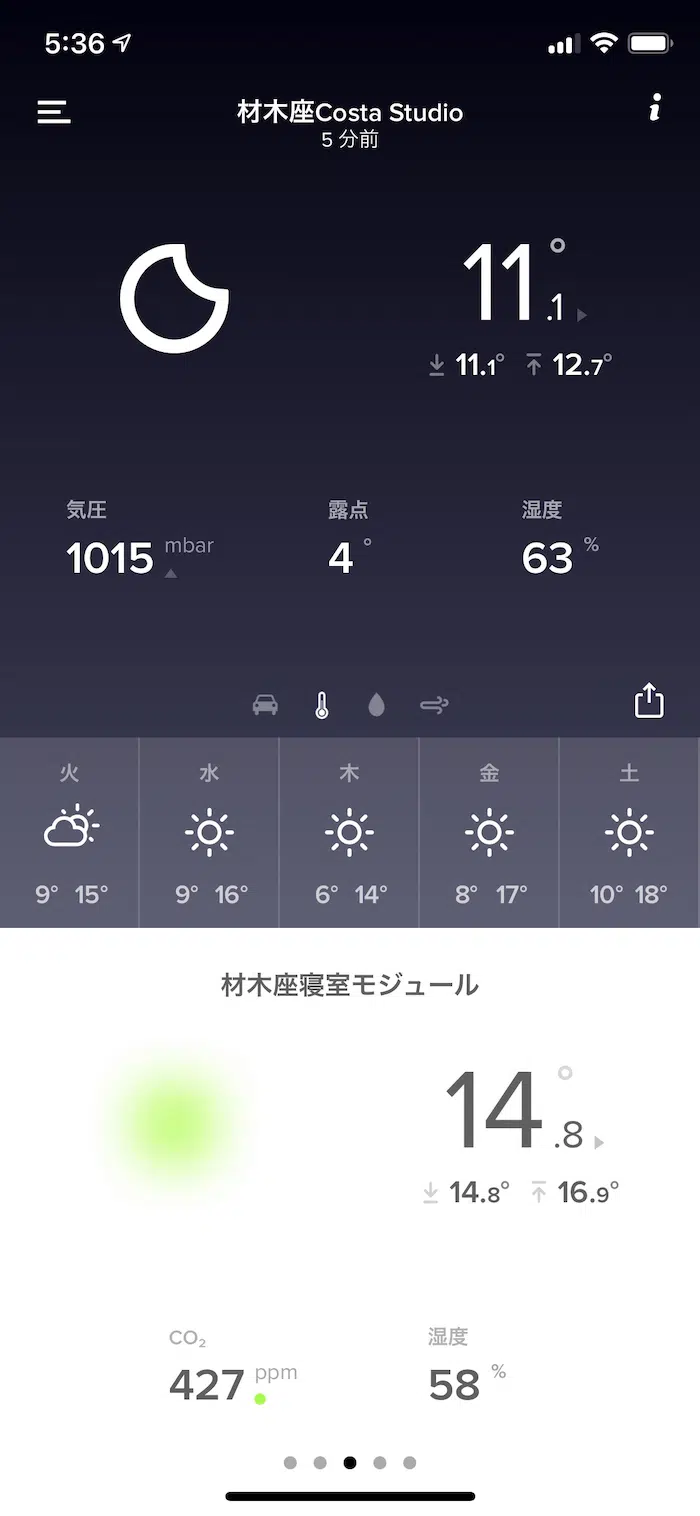 5:36
材木座Costa Studio
5 分前
11.1°
11.1° 12.7°
気圧 露点 湿度
1015 mbar 4° 63 %
火 水 木 金 土
9° 15° 9° 16° 6° 14° 8° 17° 10° 18°
材木座寝室モジュール
14.8°
14.8° 16.9°
CO₂ 湿度
427 ppm 58 %